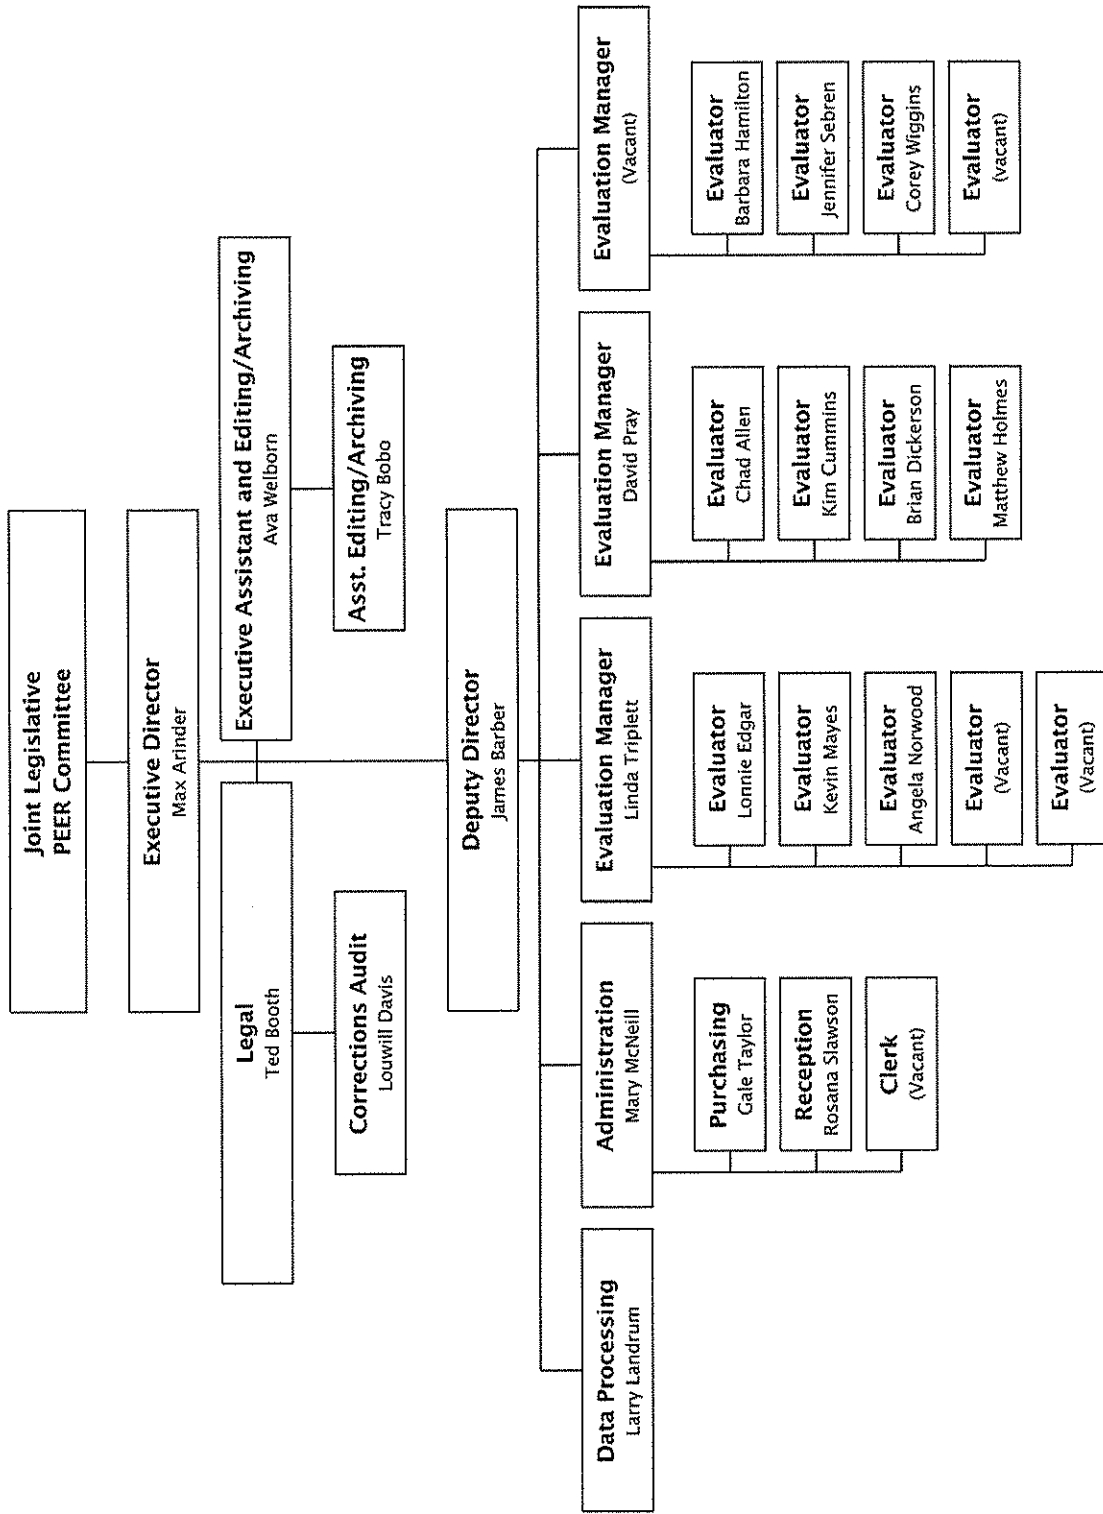 Joint Legislative
PEER Committee
Executive Director
Max Arinder
Legal
Ted Booth
Executive Assistant and Editing/Archiving
Ava Welborn
Corrections Audit
Louwill Davis
Asst. Editing/Archiving
Tracy Bobo
Deputy Director
James Barber
Data Processing
Larry Landrum
Administration
Mary McNeill
Purchasing
Gale Taylor
Reception
Rosana Slawson
Clerk
(Vacant)
Evaluation Manager
Linda Triplett
Evaluator
Lonnie Edgar
Evaluator
Kevin Mayes
Evaluator
Angela Norwood
Evaluator
(Vacant)
Evaluator
(Vacant)
Evaluation Manager
David Pray
Evaluator
Chad Allen
Evaluator
Kim Cummins
Evaluator
Brian Dickerson
Evaluator
Matthew Holmes
Evaluation Manager
(Vacant)
Evaluator
Barbara Hamilton
Evaluator
Jennifer Sebren
Evaluator
Corey Wiggins
Evaluator
(vacant)